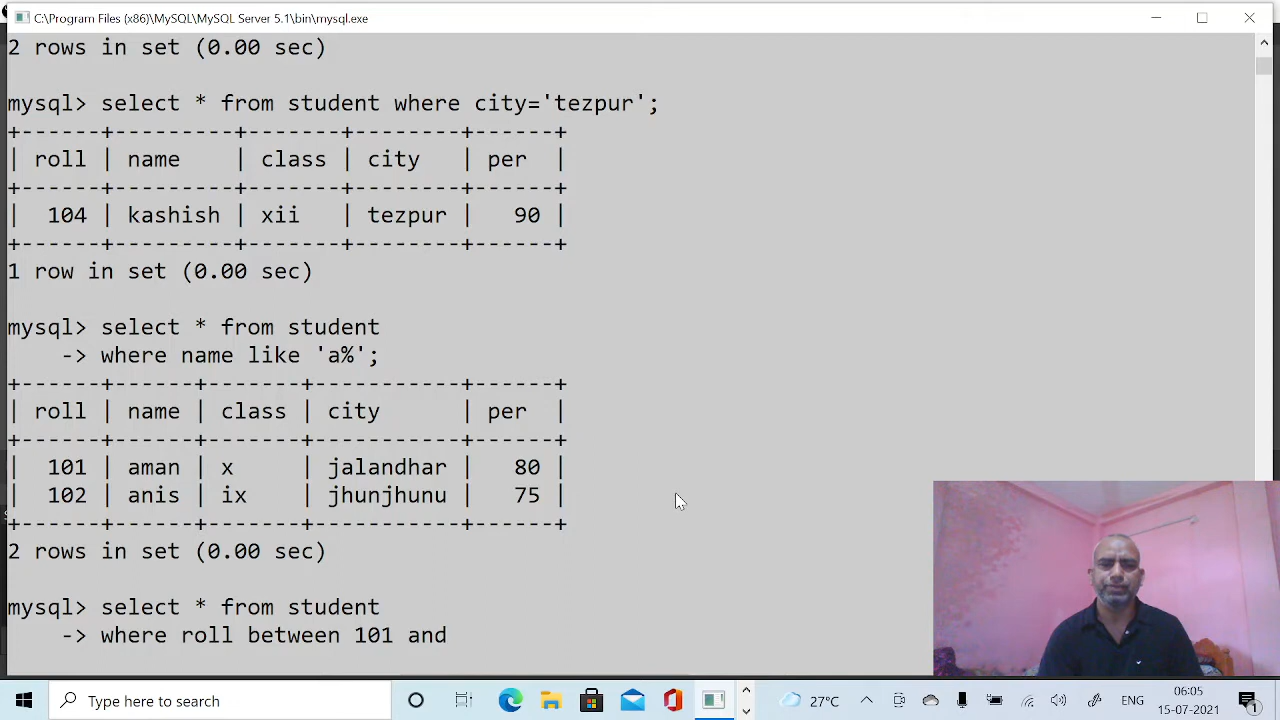 C:\Program Files (x86)\MySQL\MySQL Server 5.1\bin\mysql.exe
2 rows in set (0.00 sec)
mysql> select * from student where city='tezpur';
+------+---------+-------+--------+------+
| roll | name    | class | city   | per  |
+------+---------+-------+--------+------+
|  104 | kashish | xii   | tezpur |   90 |
+------+---------+-------+--------+------+
1 row in set (0.00 sec)
mysql> select * from student
    -> where name like 'a%';
+------+------+-------+-----------+------+
| roll | name | class | city      | per  |
+------+------+-------+-----------+------+
|  101 | aman | x     | jalandhar |   80 |
|  102 | anis | ix    | jhunjhunu |   75 |
+------+------+-------+-----------+------+
2 rows in set (0.00 sec)
mysql> select * from student
    -> where roll between 101 and
Type here to search
27°C
ENG
06:05
15-07-2021
1